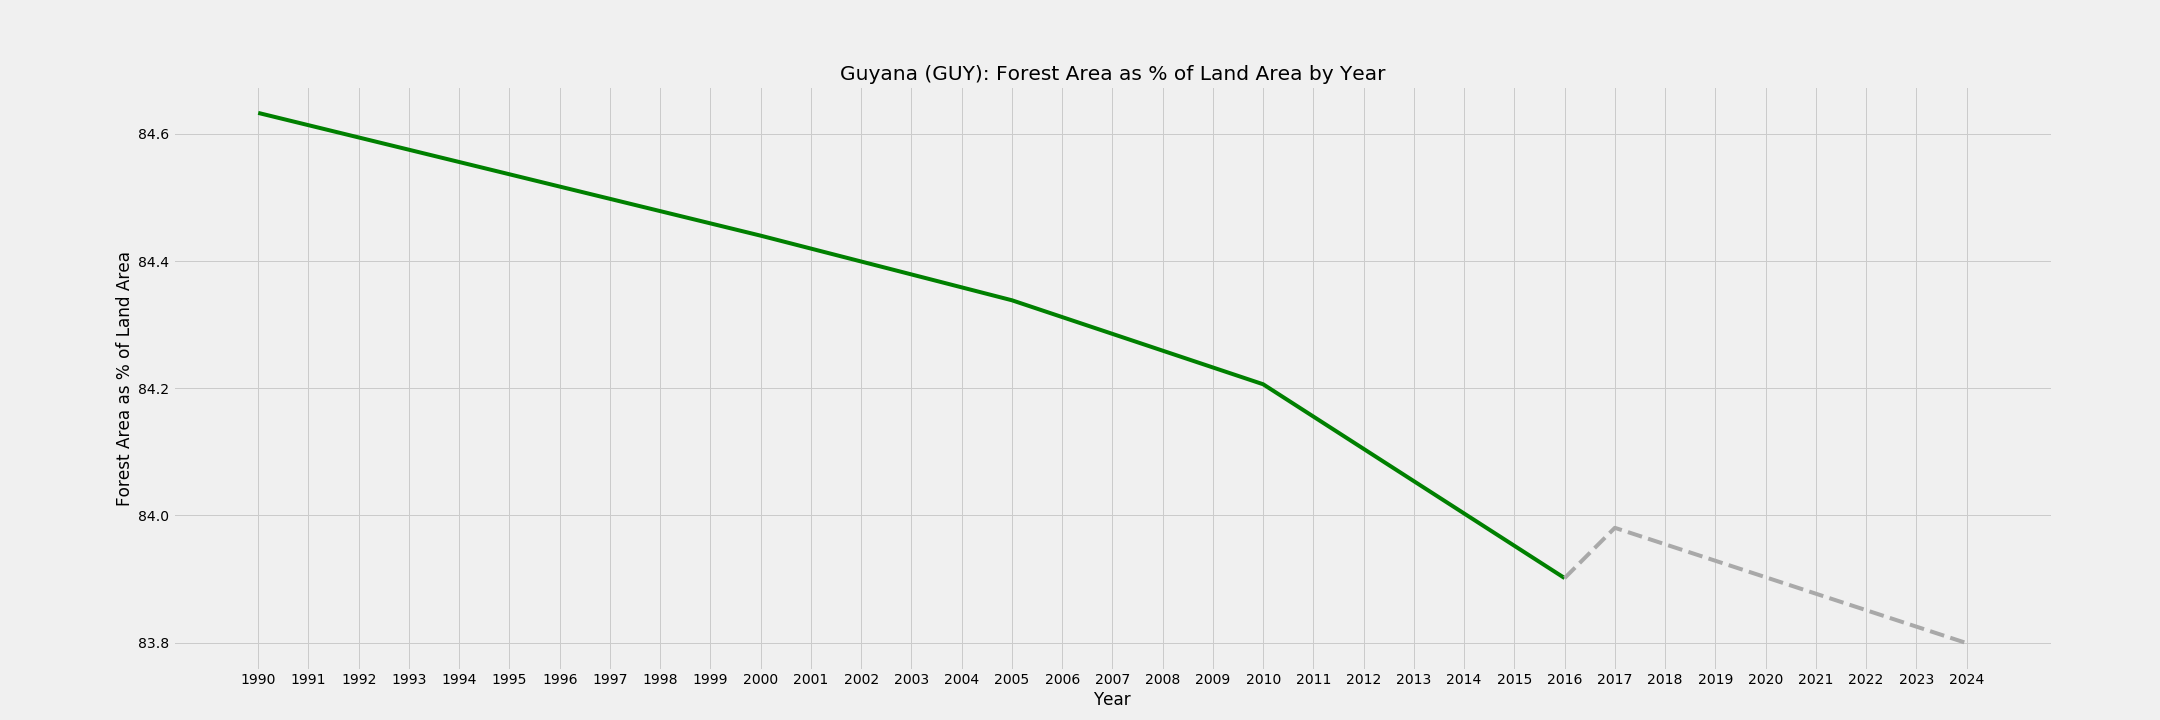 Guyana (GUY): Forest Area as % of Land Area by Year
Forest Area as % of Land Area
84.6
84.4
84.2
84.0
83.8
1990 1991 1992 1993 1994 1995 1996 1997 1998 1999 2000 2001 2002 2003 2004 2005 2006 2007 2008 2009 2010 2011 2012 2013 2014 2015 2016 2017 2018 2019 2020 2021 2022 2023 2024
Year